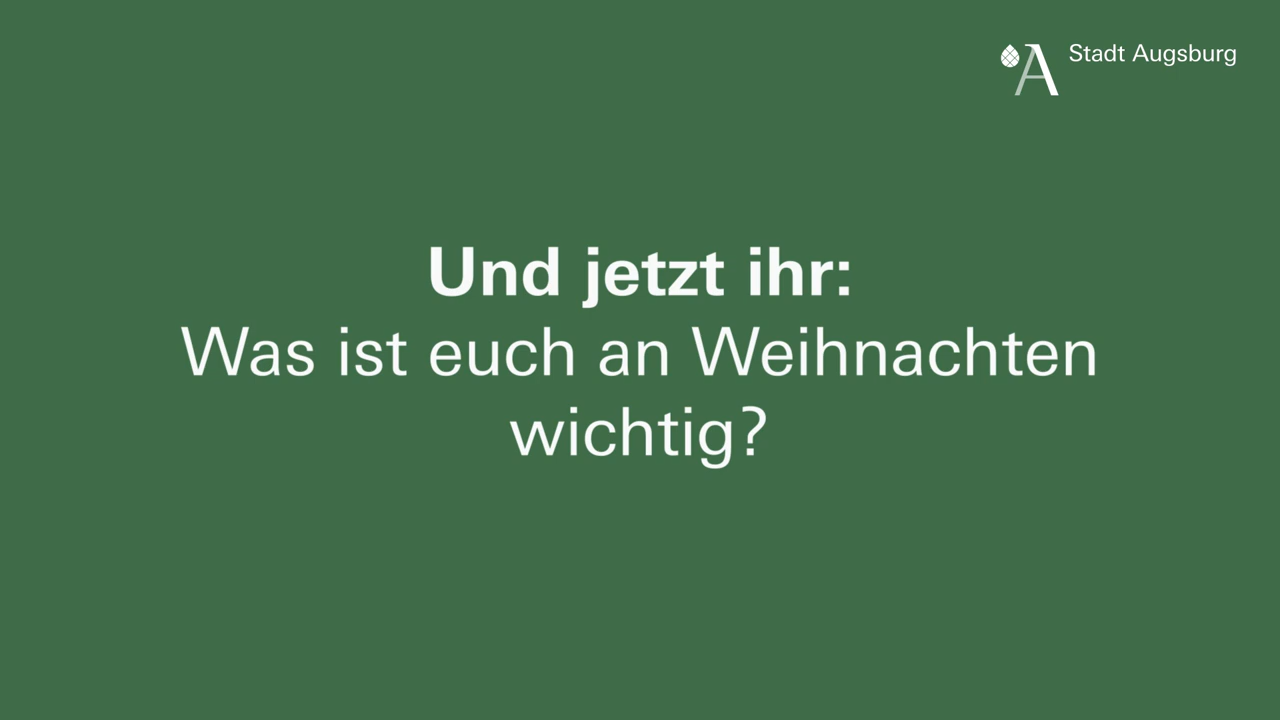 Stadt Augsburg
Und jetzt ihr:
Was ist euch an Weihnachten
wichtig?